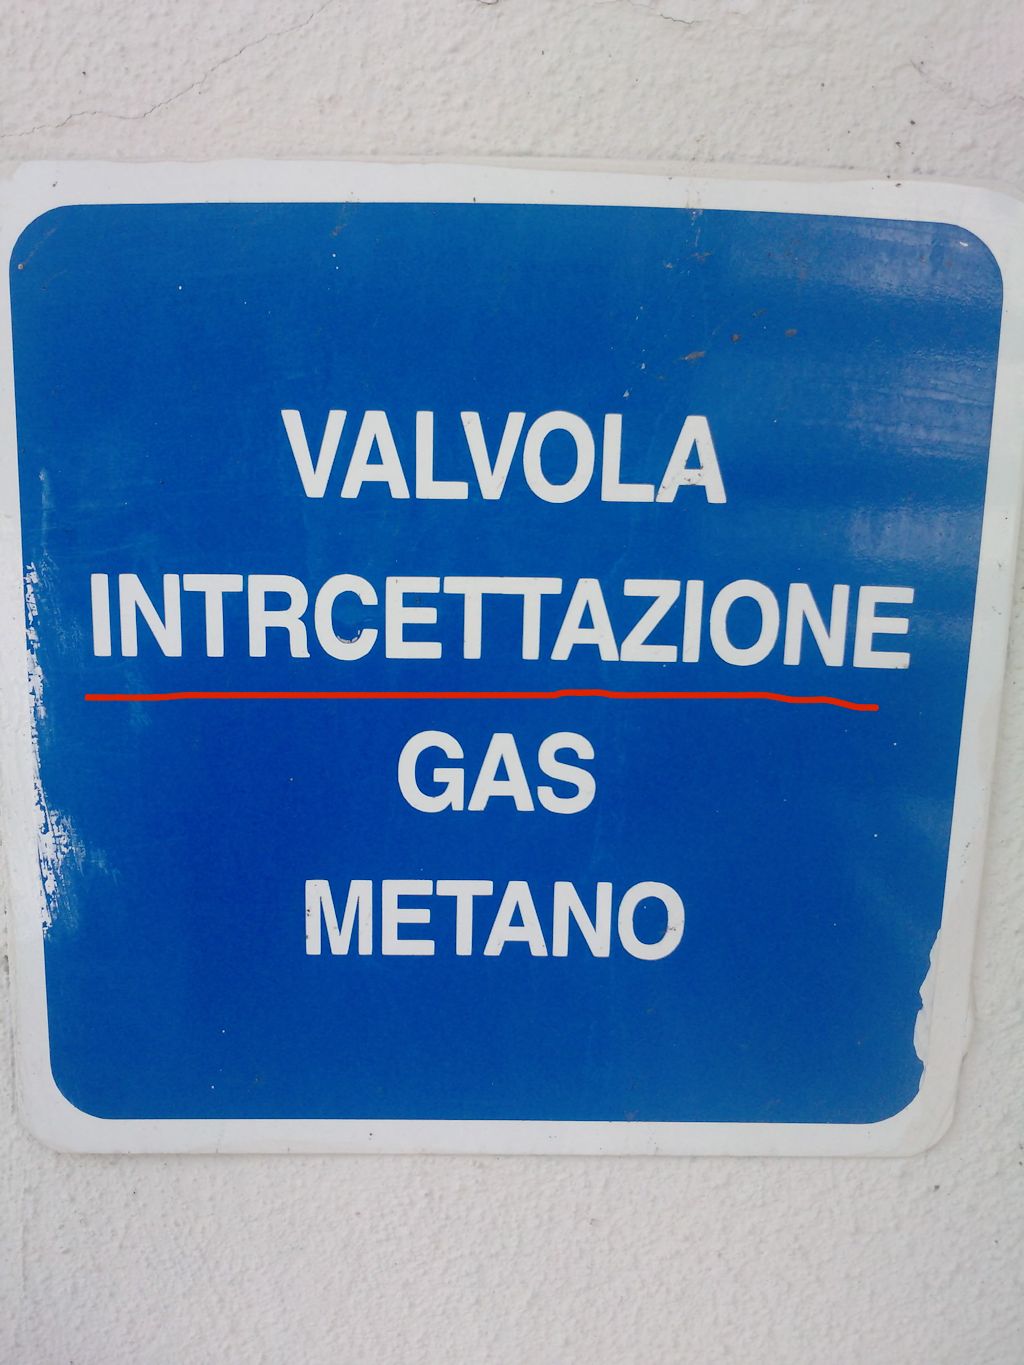 VALVOLA
INTRCETTAZIONE
GAS
METANO